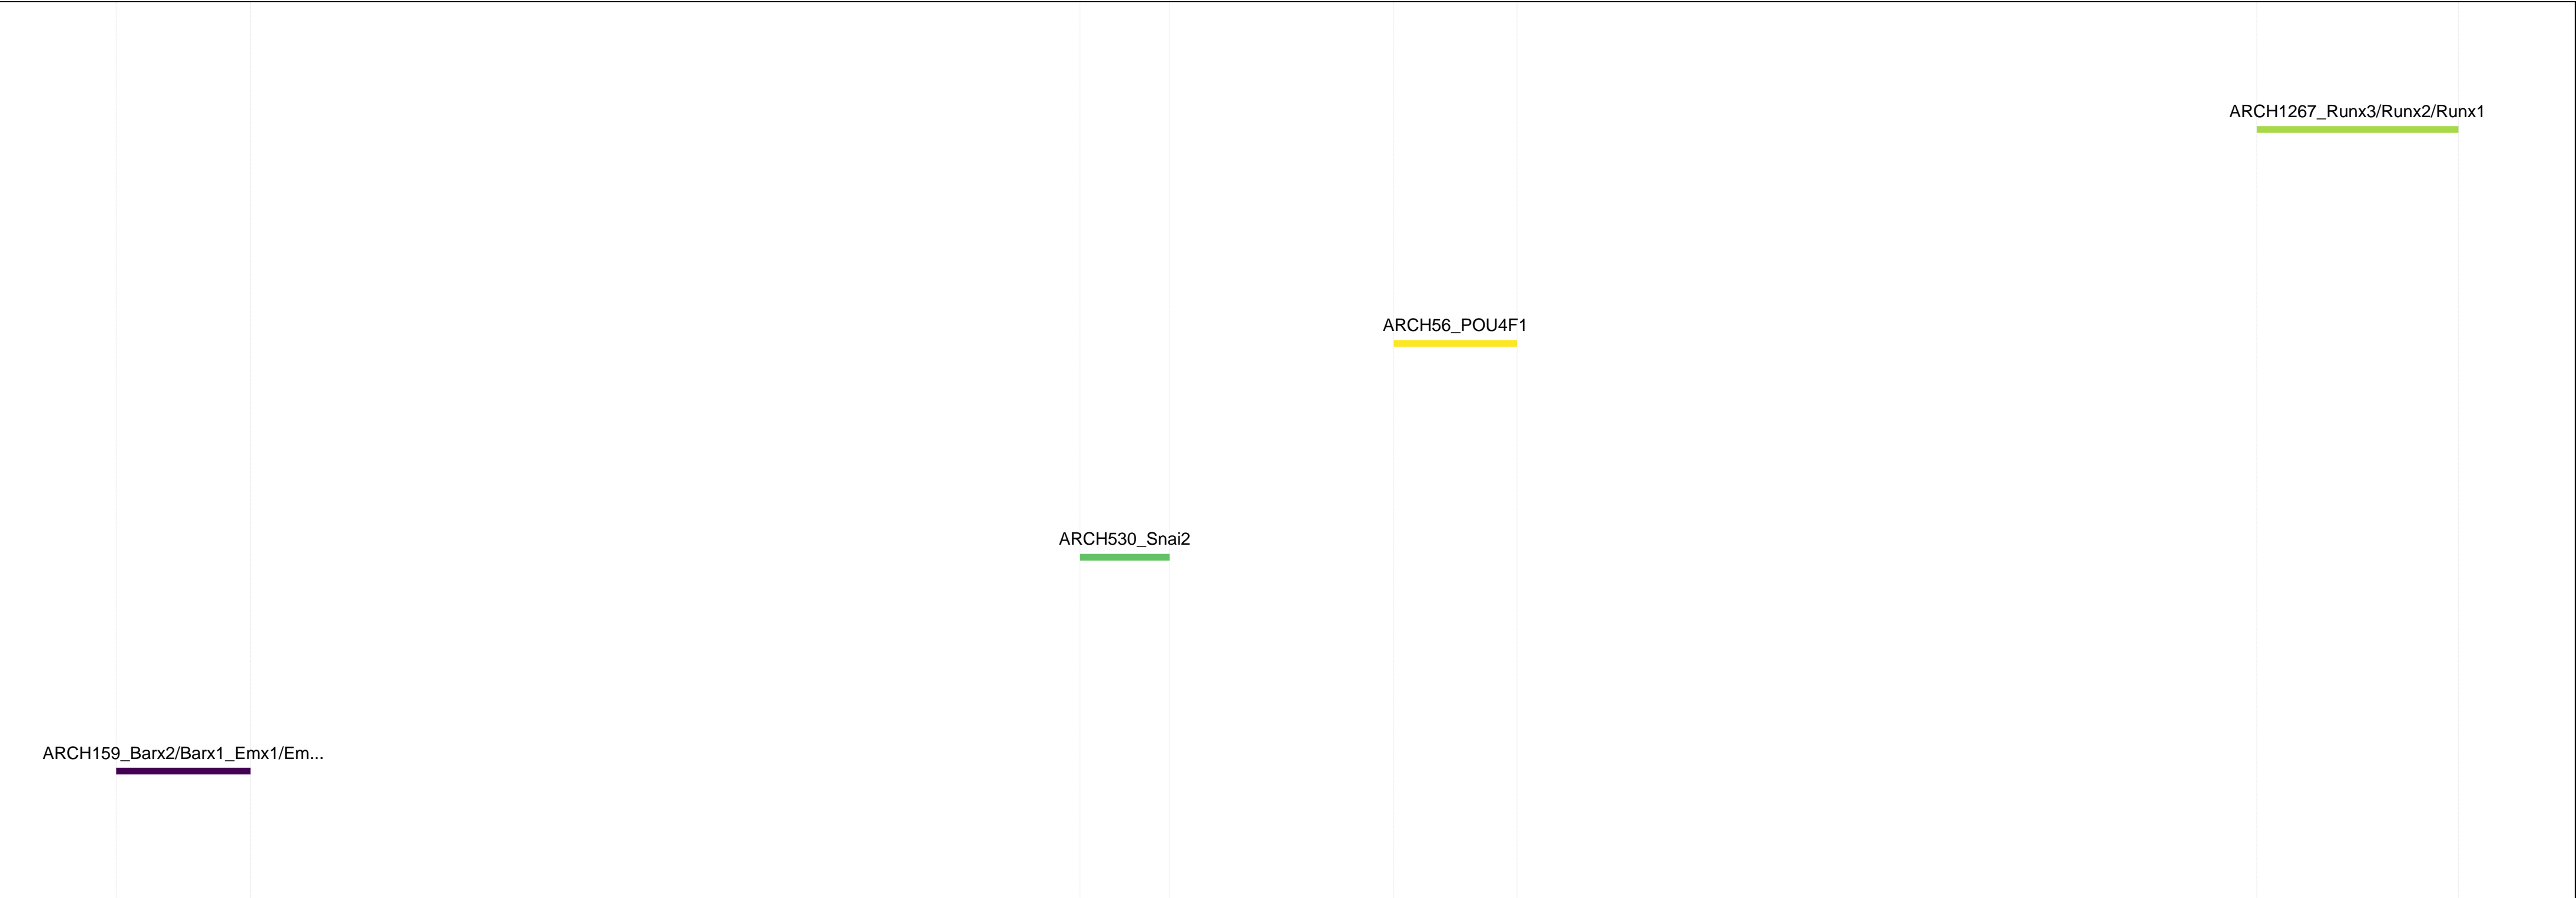 ARCH1267_Runx3/Runx2/Runx1
ARCH56_POU4F1
ARCH530_Snai2
ARCH159_Barx2/Barx1_Emx1/Em...